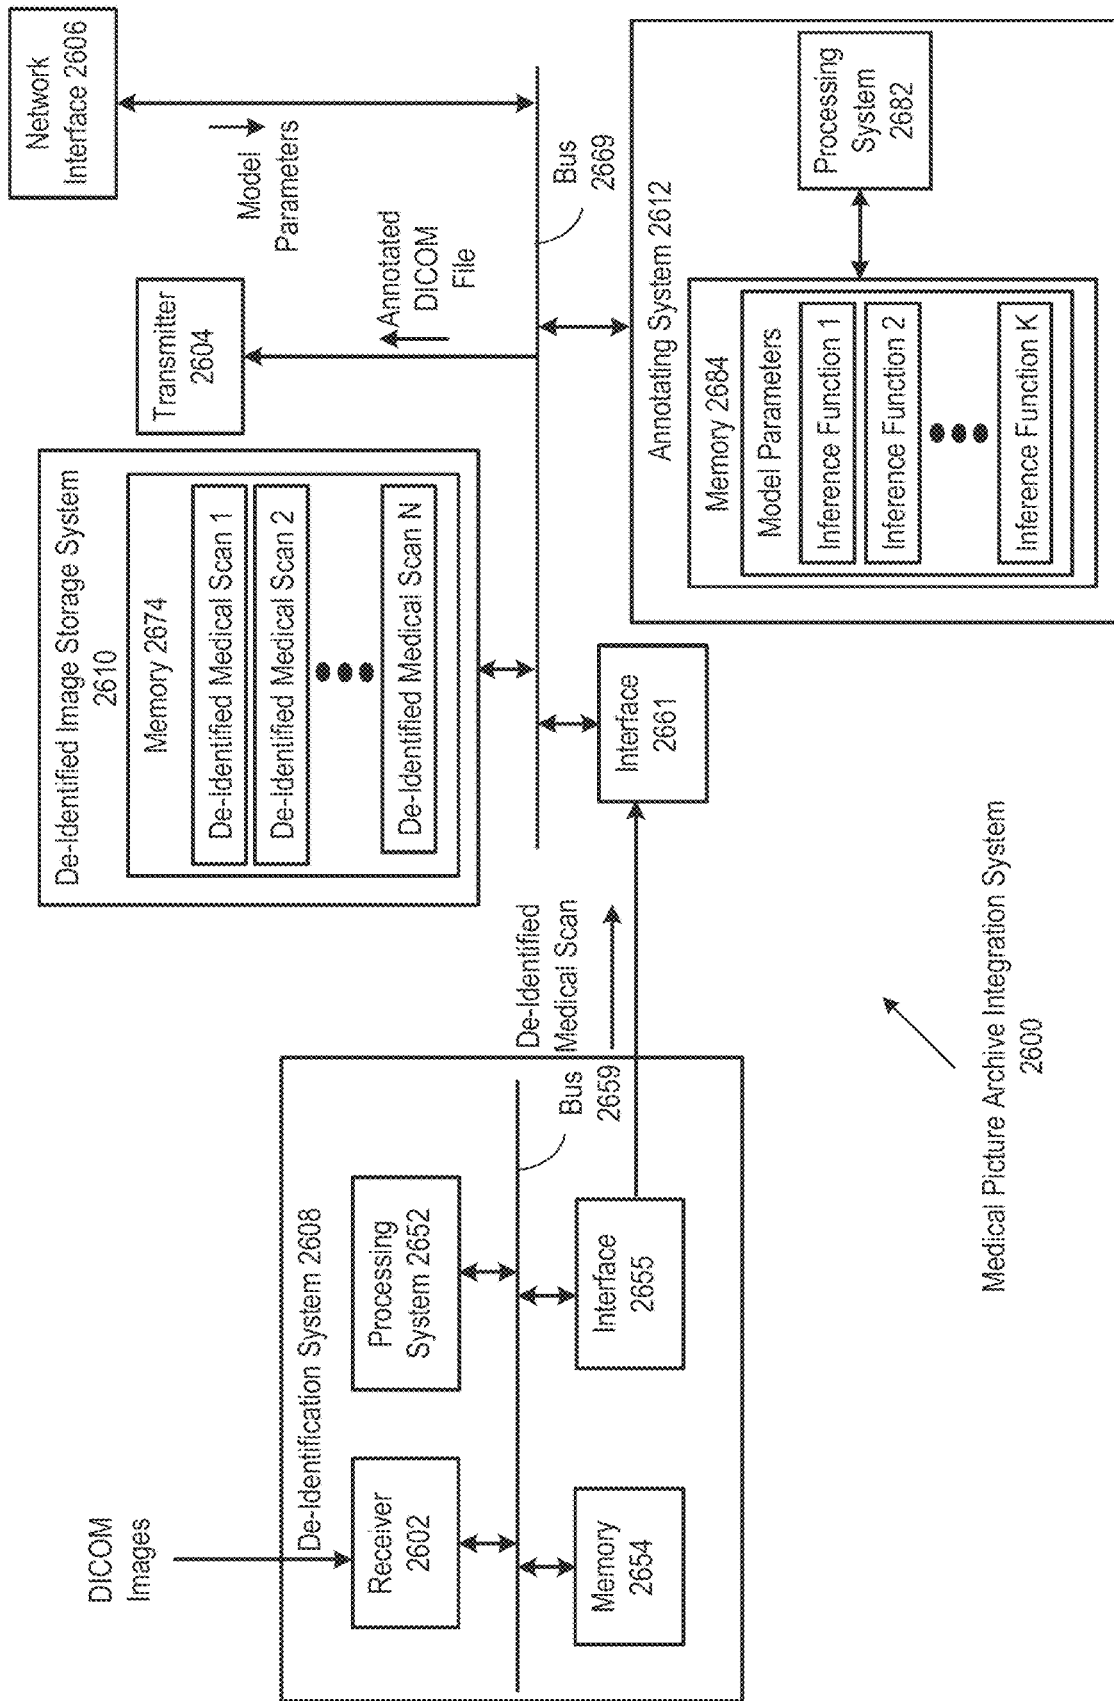 DICOM
Images
De-Identification System 2608
Receiver
2602
Processing
System 2652
Bus
2659
Memory
2654
Interface
2655
De-Identified
Medical Scan
De-Identified Image Storage System
2610
Memory 2674
De-Identified Medical Scan 1
De-Identified Medical Scan 2
De-Identified Medical Scan N
Transmitter
2604
Annotated
DICOM
File
Network
Interface 2606
Model
Parameters
Bus
2669
Interface
2661
Annotating System 2612
Memory 2684
Model Parameters
Inference Function 1
Inference Function 2
Inference Function K
Processing
System
2682
Medical Picture Archive Integration System
2600